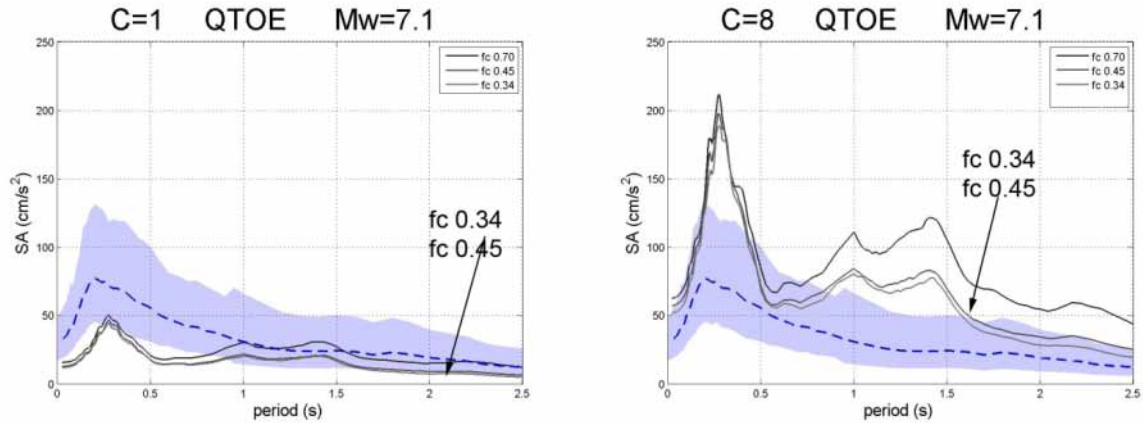 C=1 QTOE Mw=7.1
250
200
150
100
50
0
SA (cm/s²)
fc 0.70
fc 0.45
fc 0.34
fc 0.34
fc 0.45
0 0.5 1 1.5 2 2.5
period (s)
C=8 QTOE Mw=7.1
250
200
150
100
50
0
SA (cm/s²)
fc 0.70
fc 0.45
fc 0.34
fc 0.34
fc 0.45
0 0.5 1 1.5 2 2.5
period (s)